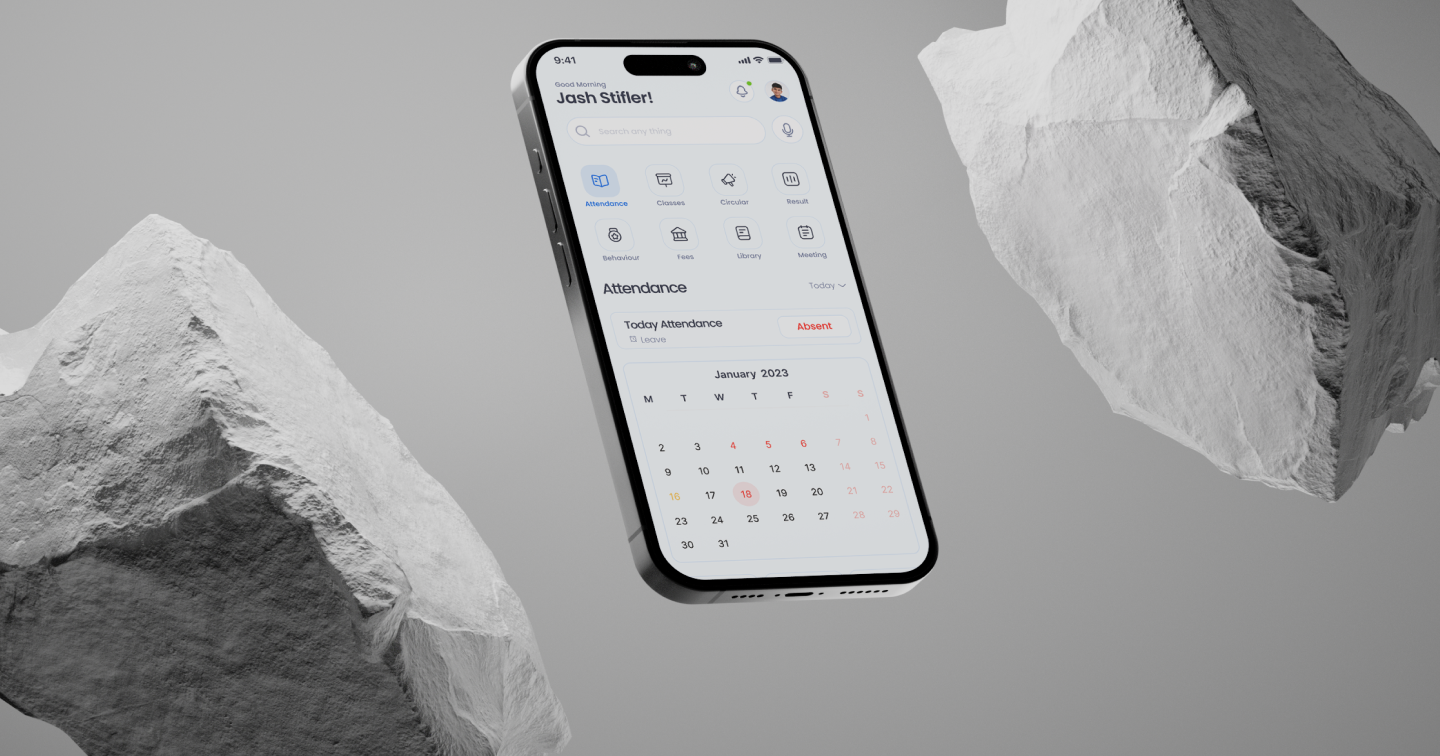 9:41
Good Morning
Jash Stifler!
Search any thing
Attendance Classes Circular Result
Behaviour Fees Library Meeting
Attendance Today
Today Attendance Absent
Leave
January 2023
M T W T F S S
1
2 3 4 5 6 7 8
9 10 11 12 13 14 15
16 17 18 19 20 21 22
23 24 25 26 27 28 29
30 31